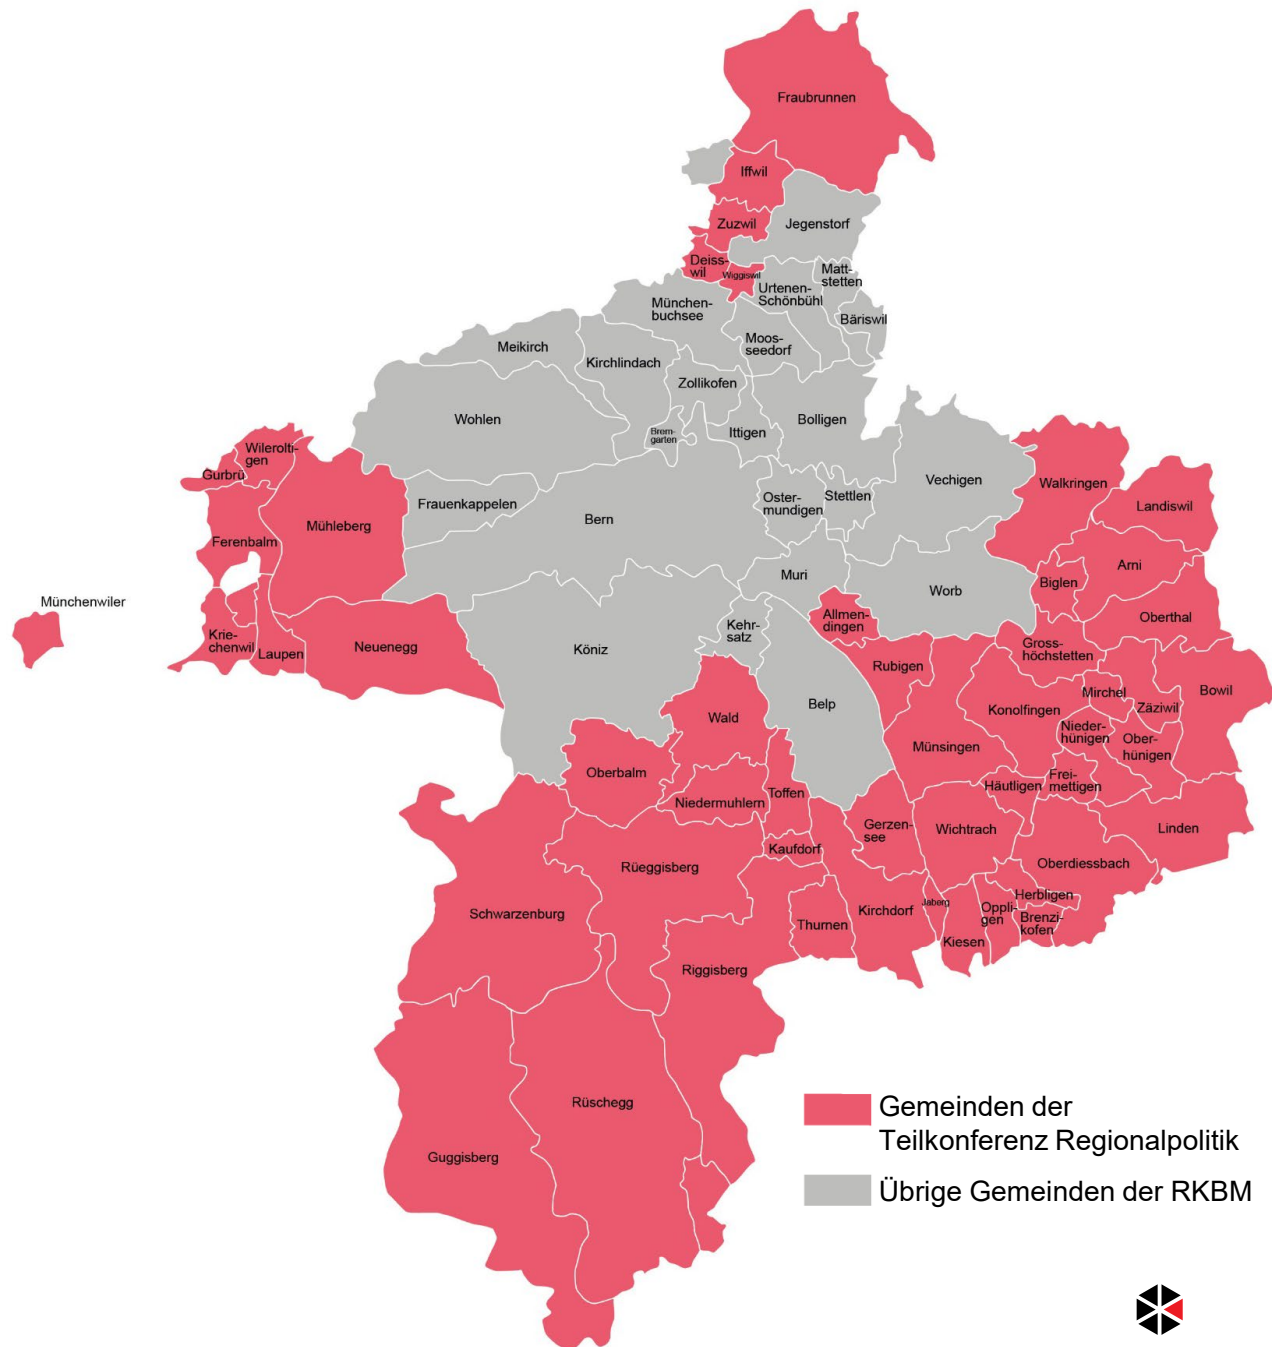 Fraubrunnen
Iffwil
Zuzwil
Jegenstorf
Deiss-
wil
Wiggiswil
Matt-
stetten
Urtenen-
Schönbühl
München-
buchsee
Bäriswil
Moos-
seedorf
Meikirch
Kirchlindach
Zollikofen
Wohlen
Bolligen
Brem-
garten
Ittigen
Wilerolti-
gen
Gurbrü
Vechigen
Walkringen
Landiswil
Frauenkappelen
Oster-
mundigen
Stettlen
Bern
Mühleberg
Ferenbalm
Arni
Muri
Biglen
Worb
Münchenwiler
Allmen-
dingen
Oberthal
Krie-
chenwil
Laupen
Neuenegg
Köniz
Kehr-
satz
Gross-
höchstetten
Rubigen
Bowil
Mirchel
Belp
Konolfingen
Zäziwil
Wald
Nieder-
hünigen
Ober-
hünigen
Münsingen
Oberbalm
Frei-
mettigen
Häutligen
Toffen
Niedermuhlern
Gerzen-
see
Wichtrach
Linden
Kaufdorf
Oberdiessbach
Rüeggisberg
Herbligen
Jaberg
Oppli-
gen
Brenzi-
kofen
Schwarzenburg
Kirchdorf
Thurnen
Kiesen
Riggisberg
Rüschegg
Guggisberg
Gemeinden der
Teilkonferenz Regionalpolitik
Übrige Gemeinden der RKBM